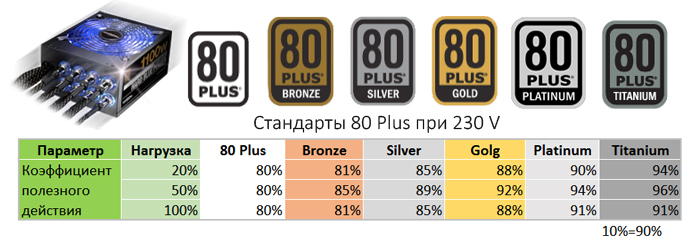 1100W
80 PLUS®
80 PLUS® BRONZE
80 PLUS® SILVER
80 PLUS® GOLD
80 PLUS® PLATINUM
80 PLUS® TITANIUM
Стандарты 80 Plus при 230 V
Параметр Нагрузка 80 Plus Bronze Silver Golg Platinum Titanium
Коэффициент 20% 80% 81% 85% 88% 90% 94%
полезного 50% 80% 85% 89% 92% 94% 96%
действия 100% 80% 81% 85% 88% 91% 91%
10%=90%